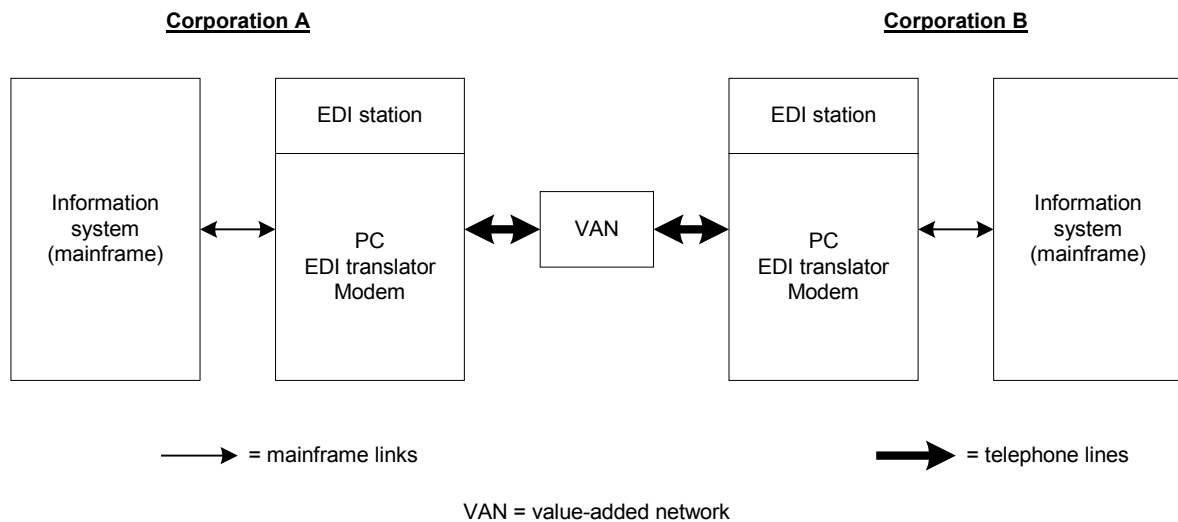 Corporation A
Corporation B
Information
system
(mainframe)
EDI station
PC
EDI translator
Modem
VAN
EDI station
PC
EDI translator
Modem
Information
system
(mainframe)
= mainframe links
= telephone lines
VAN = value-added network